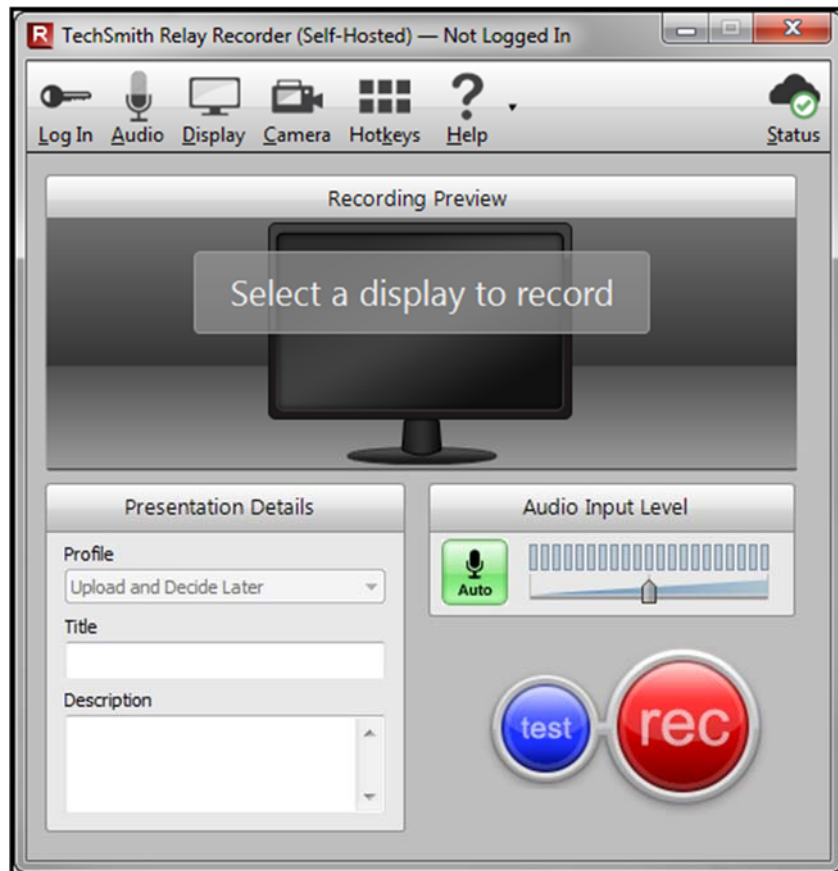 R TechSmith Relay Recorder (Self-Hosted) — Not Logged In
Log In Audio Display Camera Hotkeys Help Status
Recording Preview
Select a display to record
Presentation Details
Audio Input Level
Profile
Upload and Decide Later
Auto
Title
Description
test rec